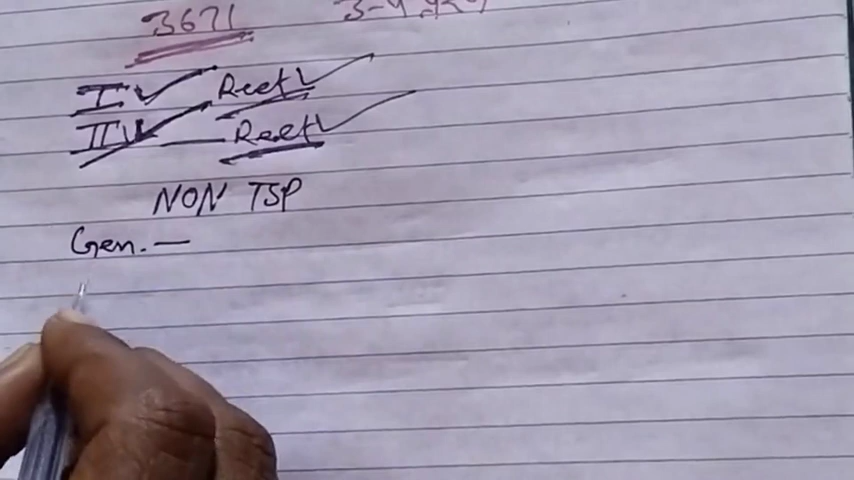 3671
I ✓ Reet ✓
II ✓ — Reet ✓
NON TSP
Gen. —